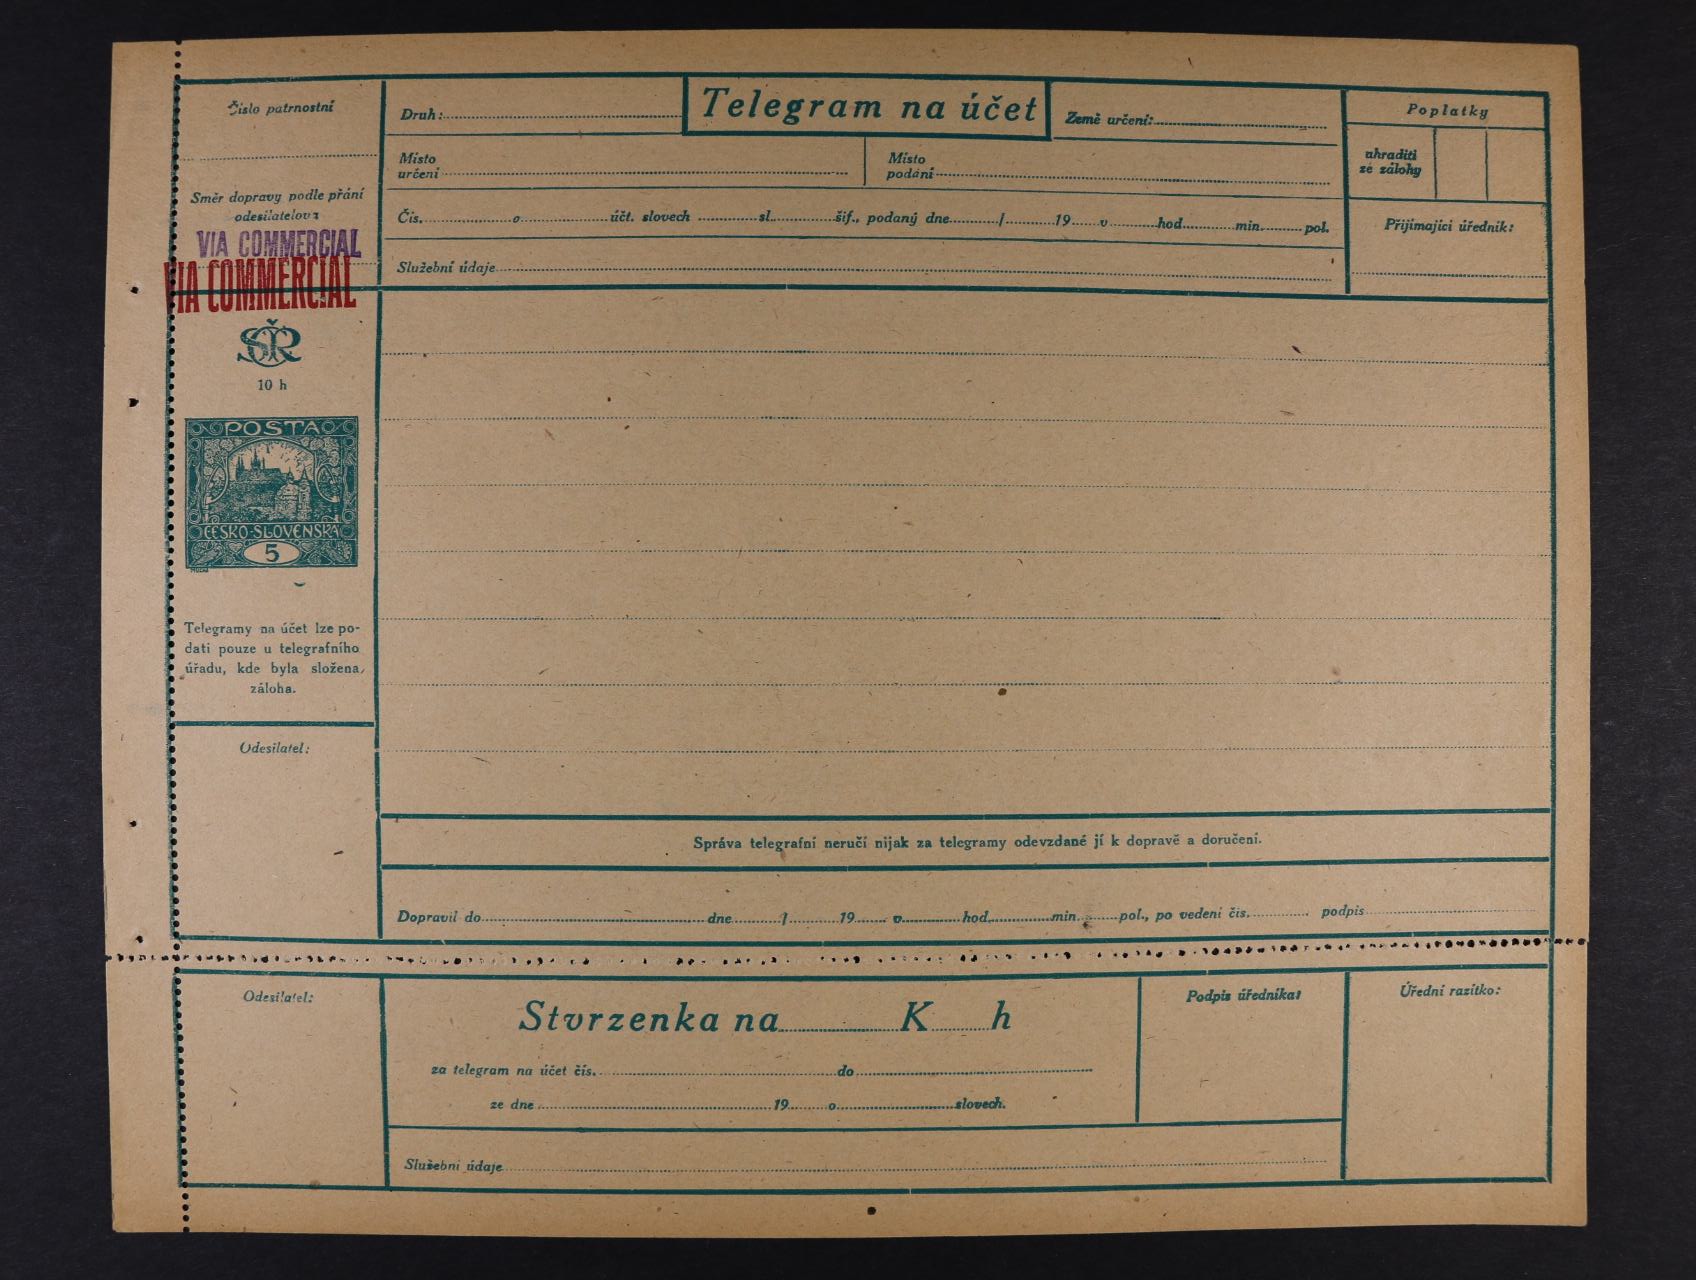 Číslo patrnostní
Směr dopravy podle přání
odesilatelova
VIA COMMERCIAL
VIA COMMERCIAL
SČR
10 h
POSTA
ČESKO-SLOVENSKÁ
5
Telegramy na účet lze po-
dati pouze u telegrafního
úřadu, kde byla složena
záloha.
Odesílatel:
Druh:
Telegram na účet
Země určení:
Místo
určení
Místo
podání
Čís. o účt. slovech sl. šif., podaný dne / 19 v hod. min. pol.
Služební údaje
Poplatky
uhraditi
ze zálohy
Přijímající úředník:
Správa telegrafní neručí nijak za telegramy odevzdané jí k dopravě a doručení.
Dopravil do dne / 19 v hod. min. pol., po vedení čís. podpis
Odesílatel:
Stvrzenka na K h
za telegram na účet čís. do
ze dne 19 o slovech.
Služební údaje
Podpis úředníka:
Úřední razítko: